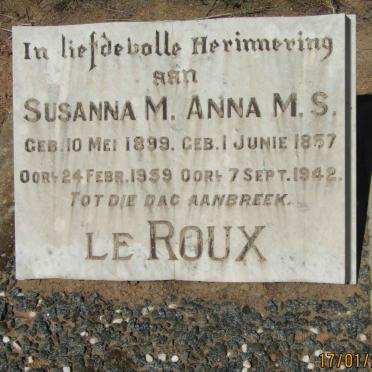 In liefdevolle Herinnering
aan
SUSANNA M. ANNA M. S.
GEB. 10 MEI 1899. GEB. 1 JUNIE 1857
OORL 24 FEBR. 1959 OORL 7 SEPT. 1942.
TOT DIE DAG AANBREEK.
LE ROUX
17/01/